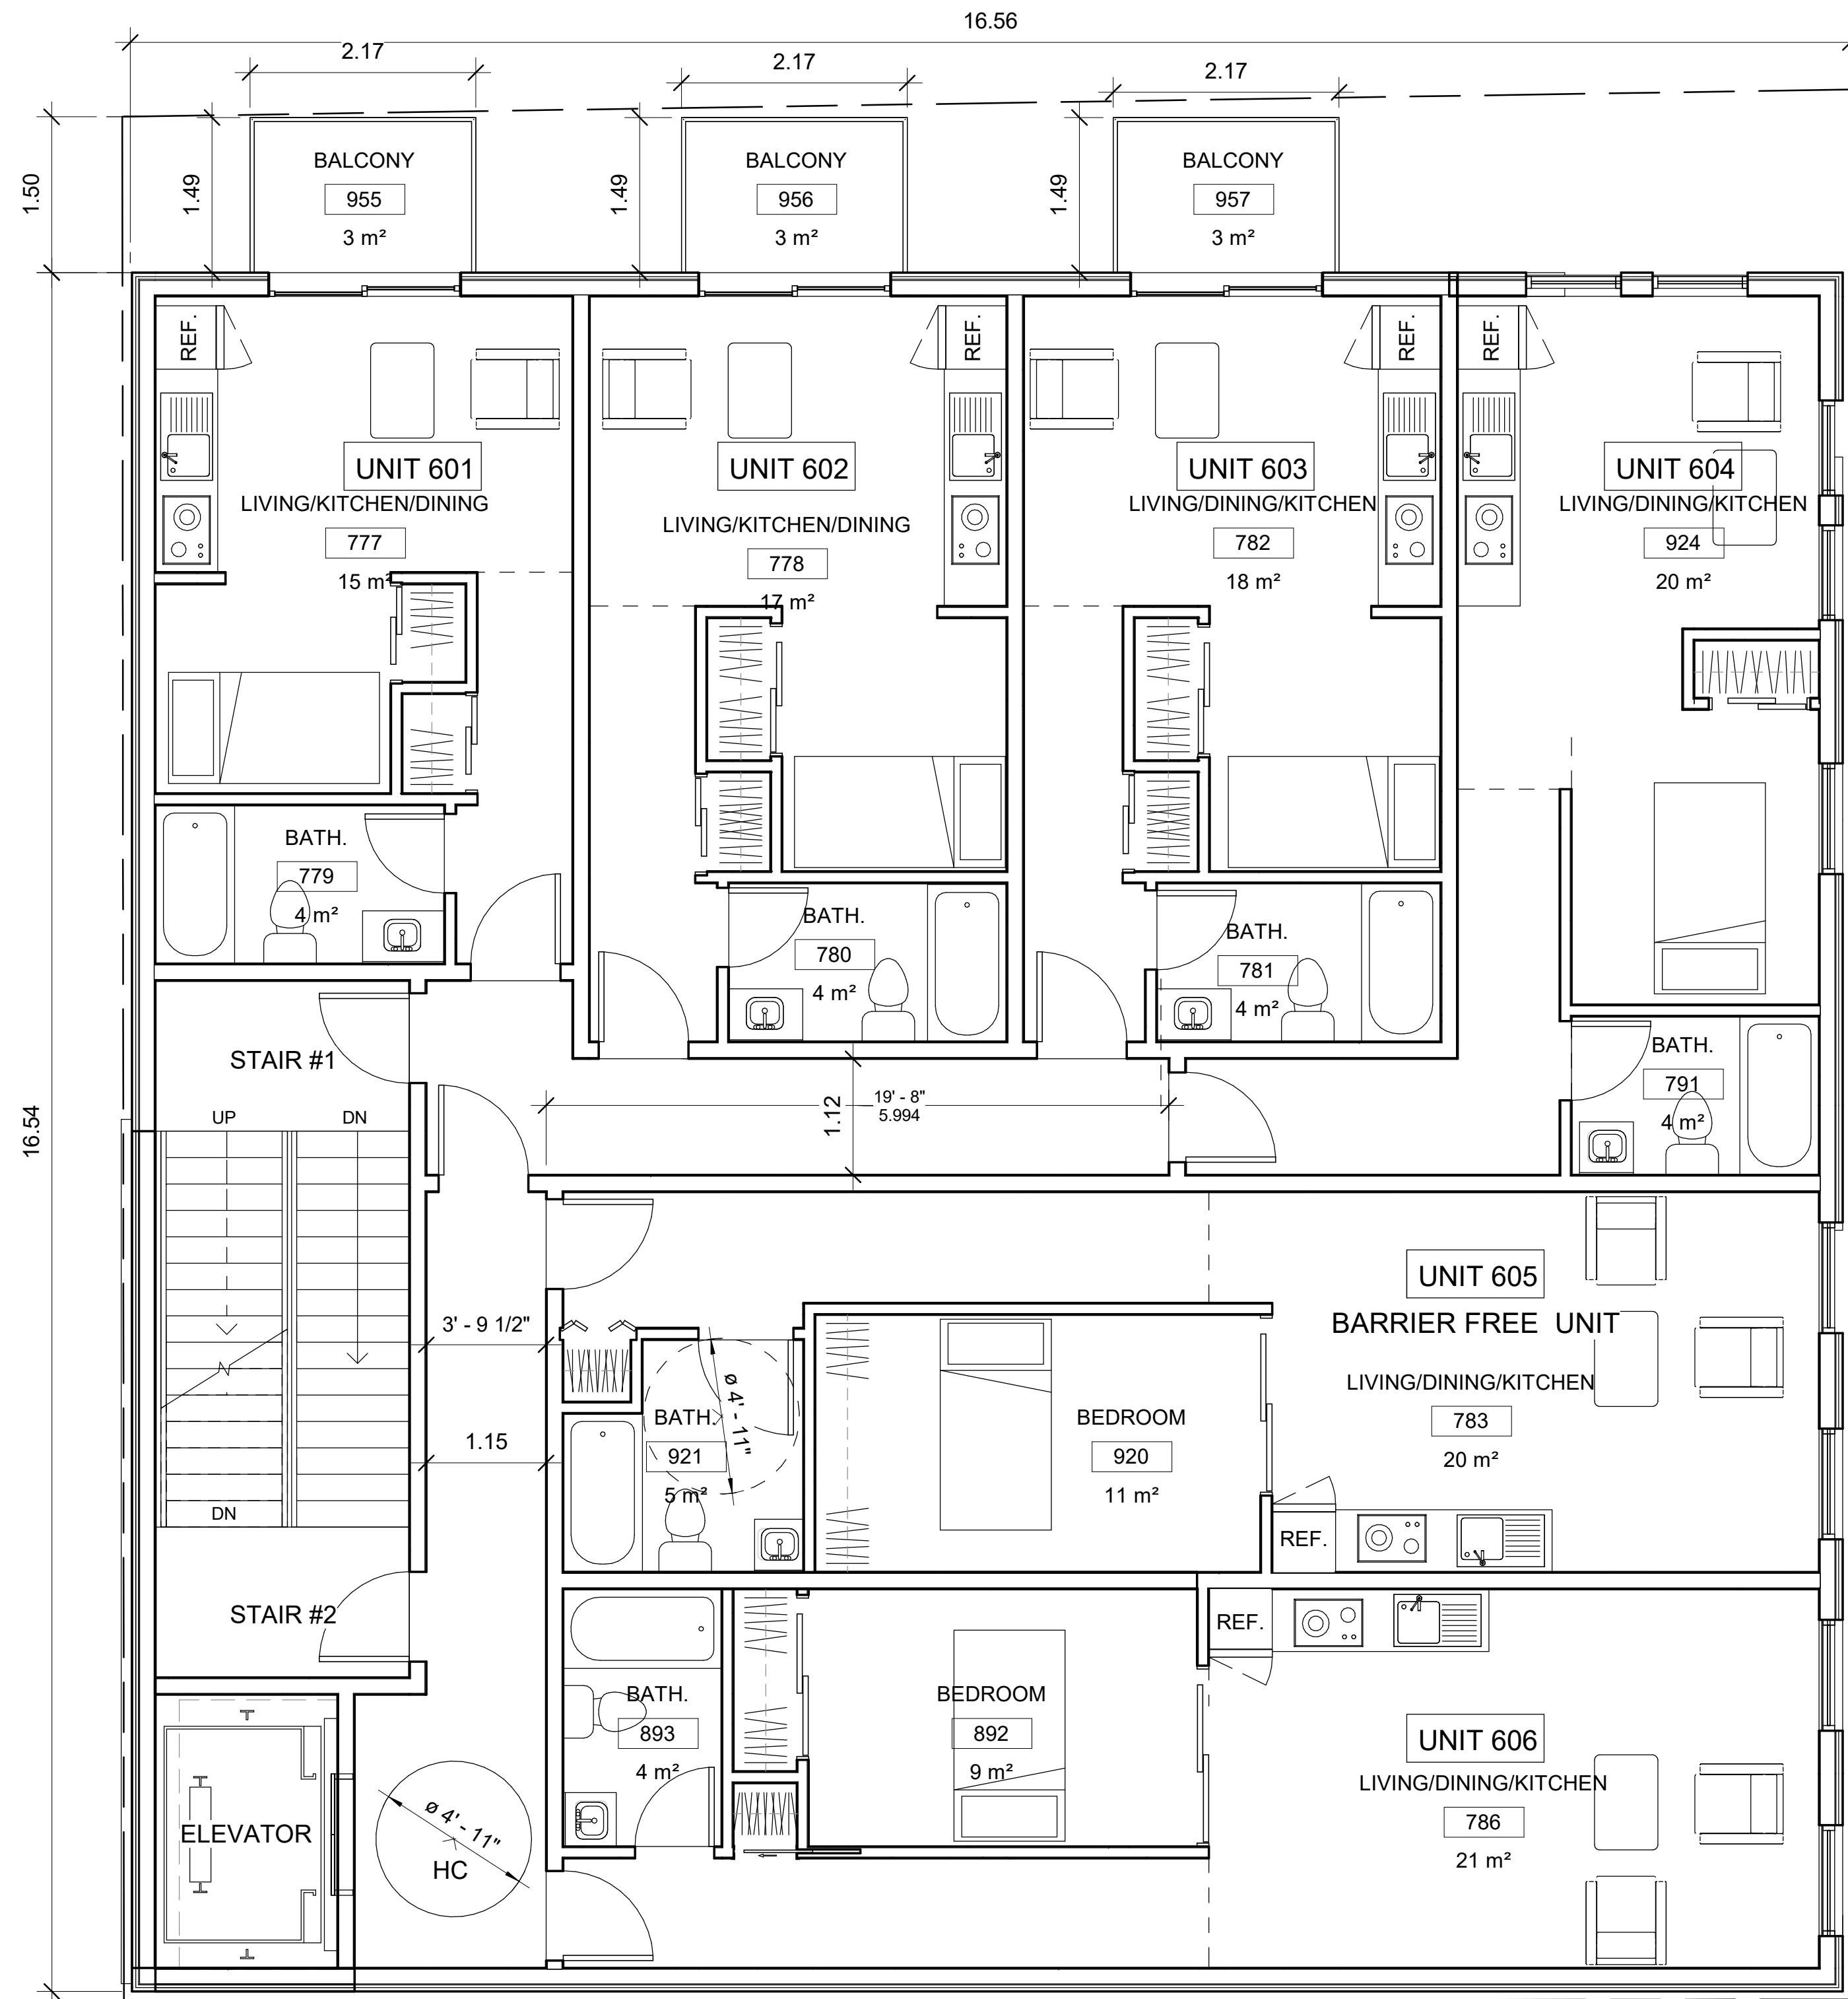 16.56
2.17
2.17
2.17
1.50
1.49
1.49
1.49
BALCONY
955
3 m²
BALCONY
956
3 m²
BALCONY
957
3 m²
REF.
REF.
REF.
REF.
UNIT 601
LIVING/KITCHEN/DINING
777
15 m²
UNIT 602
LIVING/KITCHEN/DINING
778
17 m²
UNIT 603
LIVING/DINING/KITCHEN
782
18 m²
UNIT 604
LIVING/DINING/KITCHEN
924
20 m²
BATH.
779
4 m²
BATH.
780
4 m²
BATH.
781
4 m²
BATH.
791
4 m²
16.54
STAIR #1
UP
DN
1.12
19' - 8"
5.994
3' - 9 1/2"
1.15
DN
STAIR #2
UNIT 605
BARRIER FREE UNIT
LIVING/DINING/KITCHEN
783
20 m²
BATH.
921
5 m²
ø 4' - 11"
BEDROOM
920
11 m²
REF.
REF.
BATH.
893
4 m²
BEDROOM
892
9 m²
UNIT 606
LIVING/DINING/KITCHEN
786
21 m²
ELEVATOR
ø 4' - 11"
HC